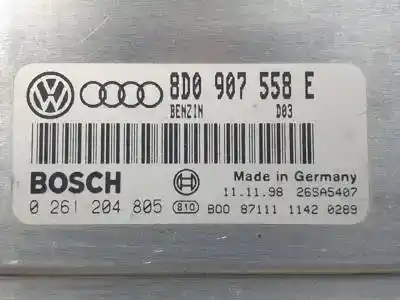 8D0 907 558 E
BENZIN D03
BOSCH
Made in Germany
11.11.98 26SA5407
0 261 204 805 810 B00 87111 1142 0289